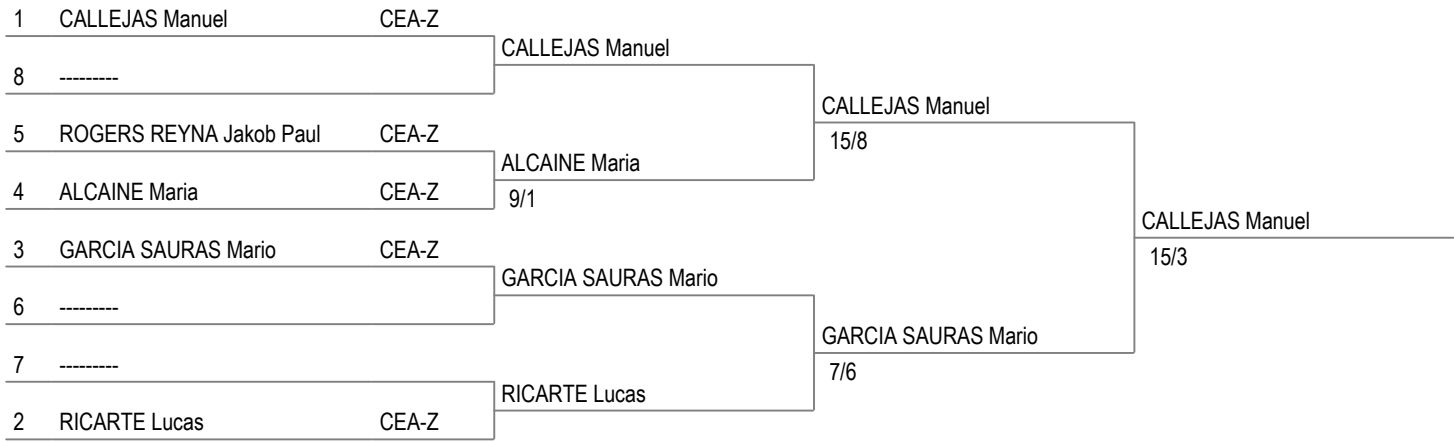 1 CALLEJAS Manuel CEA-Z
CALLEJAS Manuel
8 ---------
CALLEJAS Manuel
15/8
5 ROGERS REYNA Jakob Paul CEA-Z
ALCAINE Maria
9/1
4 ALCAINE Maria CEA-Z
CALLEJAS Manuel
15/3
3 GARCIA SAURAS Mario CEA-Z
GARCIA SAURAS Mario
6 ---------
GARCIA SAURAS Mario
7/6
7 ---------
RICARTE Lucas
2 RICARTE Lucas CEA-Z